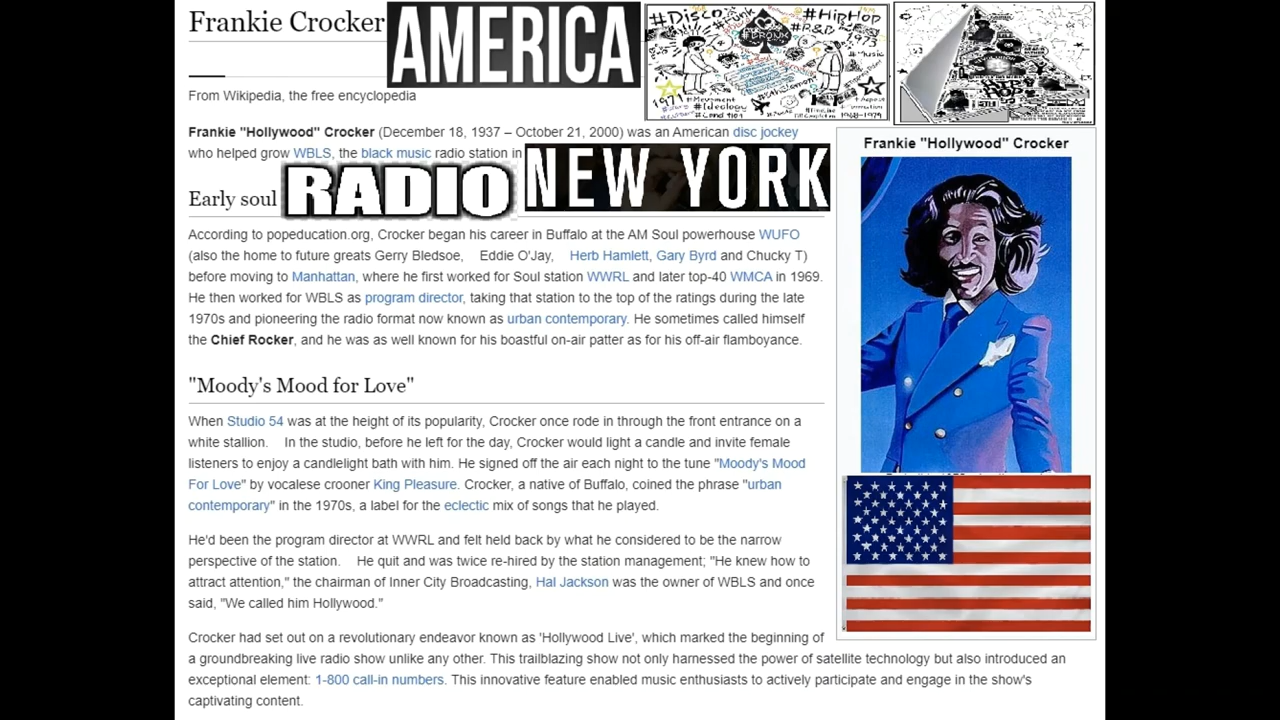 Frankie Crocker
AMERICA
#Disco
#Funk
#HipHop
#R&B
1973
#BRONX
#Music
1971
#Movement
#Ideology
#Condition
1968-1974
From Wikipedia, the free encyclopedia
Frankie "Hollywood" Crocker (December 18, 1937 – October 21, 2000) was an American disc jockey
who helped grow WBLS, the black music radio station in
NEW YORK
Early soul
RADIO
According to popeducation.org, Crocker began his career in Buffalo at the AM Soul powerhouse WUFO
(also the home to future greats Gerry Bledsoe, Eddie O'Jay, Herb Hamlett, Gary Byrd and Chucky T)
before moving to Manhattan, where he first worked for Soul station WWRL and later top-40 WMCA in 1969.
He then worked for WBLS as program director, taking that station to the top of the ratings during the late
1970s and pioneering the radio format now known as urban contemporary. He sometimes called himself
the Chief Rocker, and he was as well known for his boastful on-air patter as for his off-air flamboyance.
"Moody's Mood for Love"
When Studio 54 was at the height of its popularity, Crocker once rode in through the front entrance on a
white stallion. In the studio, before he left for the day, Crocker would light a candle and invite female
listeners to enjoy a candlelight bath with him. He signed off the air each night to the tune "Moody's Mood
For Love" by vocalese crooner King Pleasure. Crocker, a native of Buffalo, coined the phrase "urban
contemporary" in the 1970s, a label for the eclectic mix of songs that he played.
He'd been the program director at WWRL and felt held back by what he considered to be the narrow
perspective of the station. He quit and was twice re-hired by the station management; "He knew how to
attract attention," the chairman of Inner City Broadcasting, Hal Jackson was the owner of WBLS and once
said, "We called him Hollywood."
Crocker had set out on a revolutionary endeavor known as 'Hollywood Live', which marked the beginning of
a groundbreaking live radio show unlike any other. This trailblazing show not only harnessed the power of satellite technology but also introduced an
exceptional element: 1-800 call-in numbers. This innovative feature enabled music enthusiasts to actively participate and engage in the show's
captivating content.
Frankie "Hollywood" Crocker